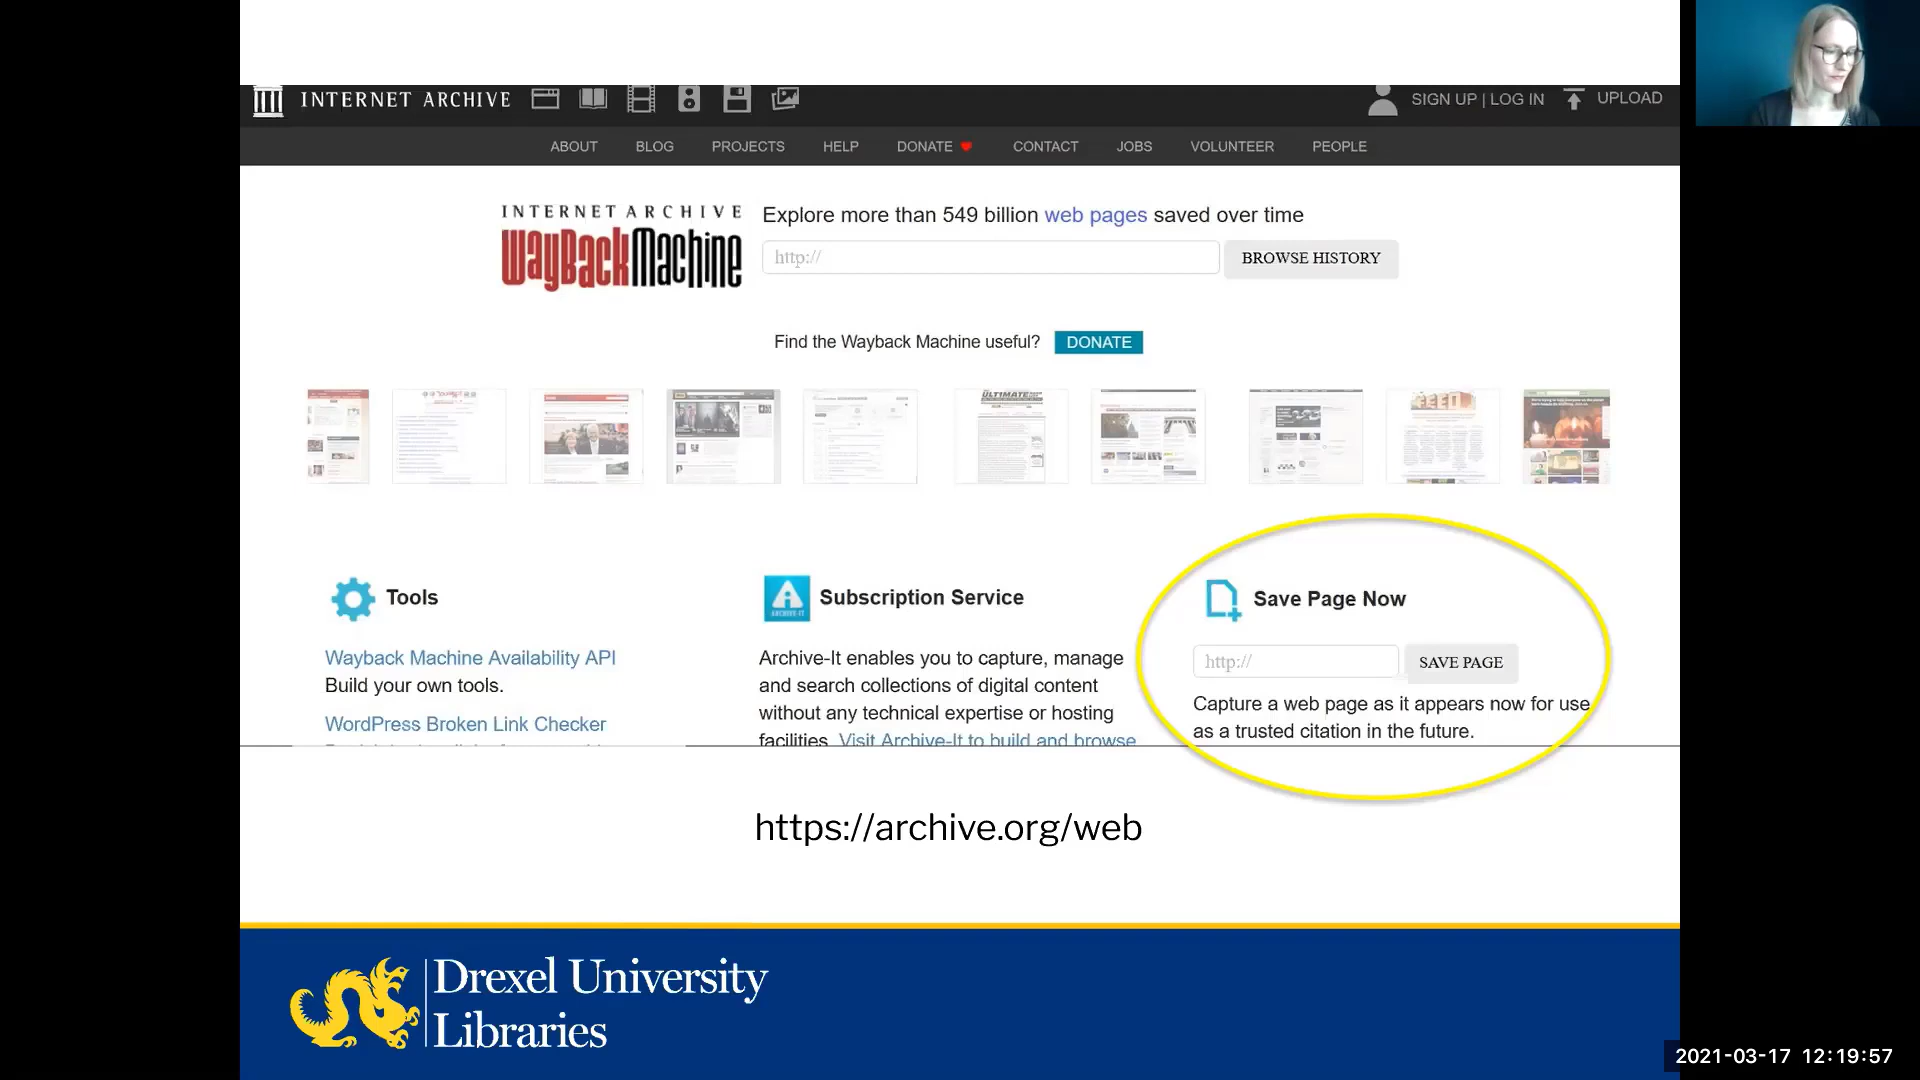 INTERNET ARCHIVE
SIGN UP | LOG IN
UPLOAD
ABOUT BLOG PROJECTS HELP DONATE CONTACT JOBS VOLUNTEER PEOPLE
INTERNET ARCHIVE
WayBackMachine
Explore more than 549 billion web pages saved over time
http://
BROWSE HISTORY
Find the Wayback Machine useful?
DONATE
ULTIMATE
Tools
Wayback Machine Availability API
Build your own tools.
WordPress Broken Link Checker
ARCHIVE-IT
Subscription Service
Archive-It enables you to capture, manage
and search collections of digital content
without any technical expertise or hosting
facilities. Visit Archive-It to build and browse
Save Page Now
http://
SAVE PAGE
Capture a web page as it appears now for use
as a trusted citation in the future.
https://archive.org/web
Drexel University
Libraries
2021-03-17 12:19:57